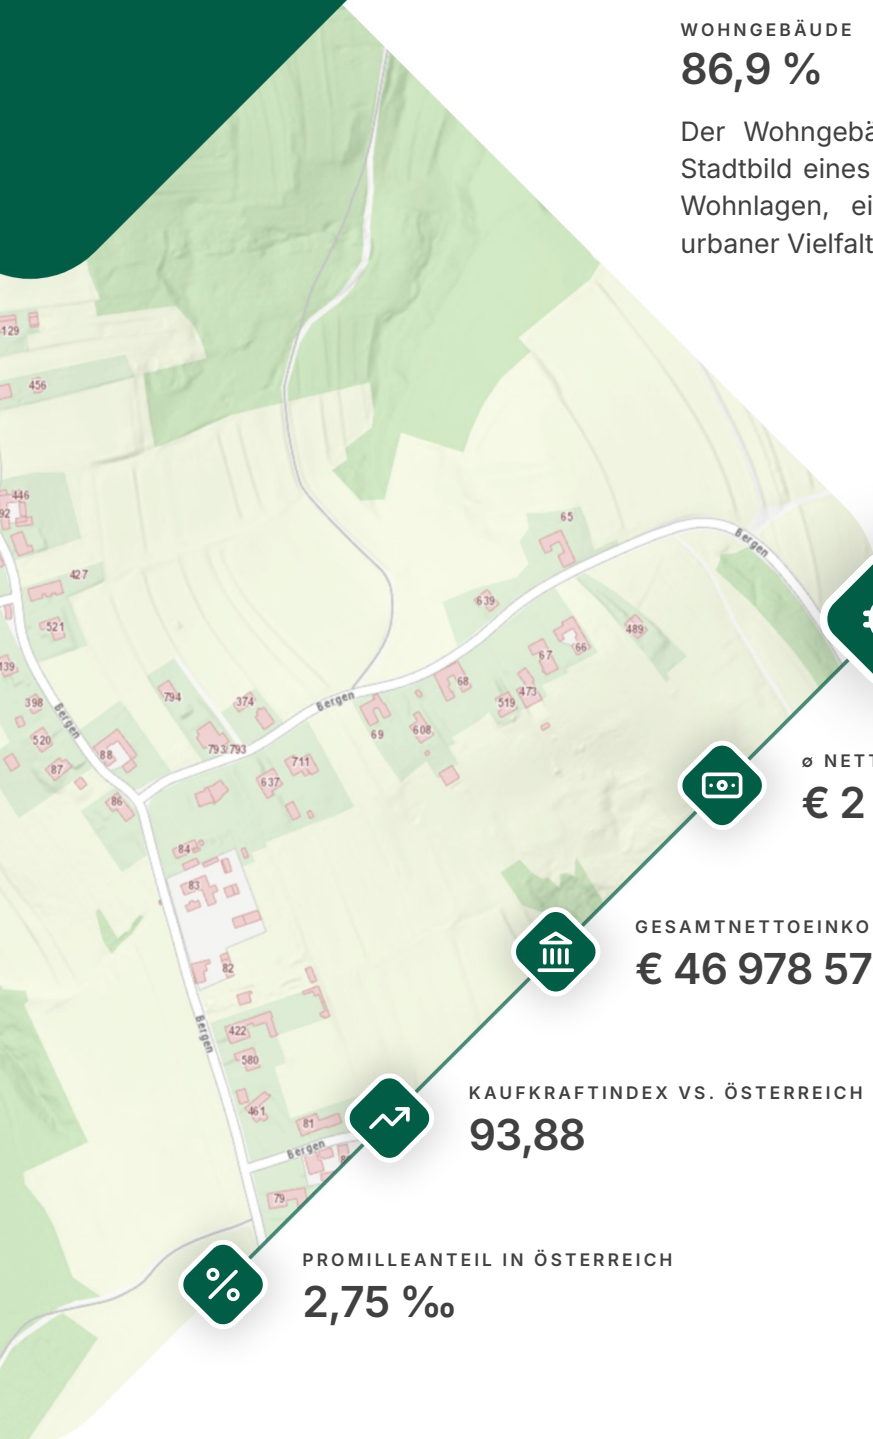 WOHNGEBÄUDE
86,9 %
Der Wohngebä
Stadtbild eines
Wohnlagen, ei
urbaner Vielfalt
129
456
446
92
427
521
139
398
520
87
88
86
Bergen
794
374
793/793
711
637
Bergen
65
639
489
66
67
68
473
519
608
69
Bergen
84
83
82
Bergen
422
580
461
81
Bergen
79
ø NETT
€ 2
GESAMTNETTOEINKO
€ 46 978 57
KAUFKRAFTINDEX VS. ÖSTERREICH
93,88
PROMILLEANTEIL IN ÖSTERREICH
2,75 ‰